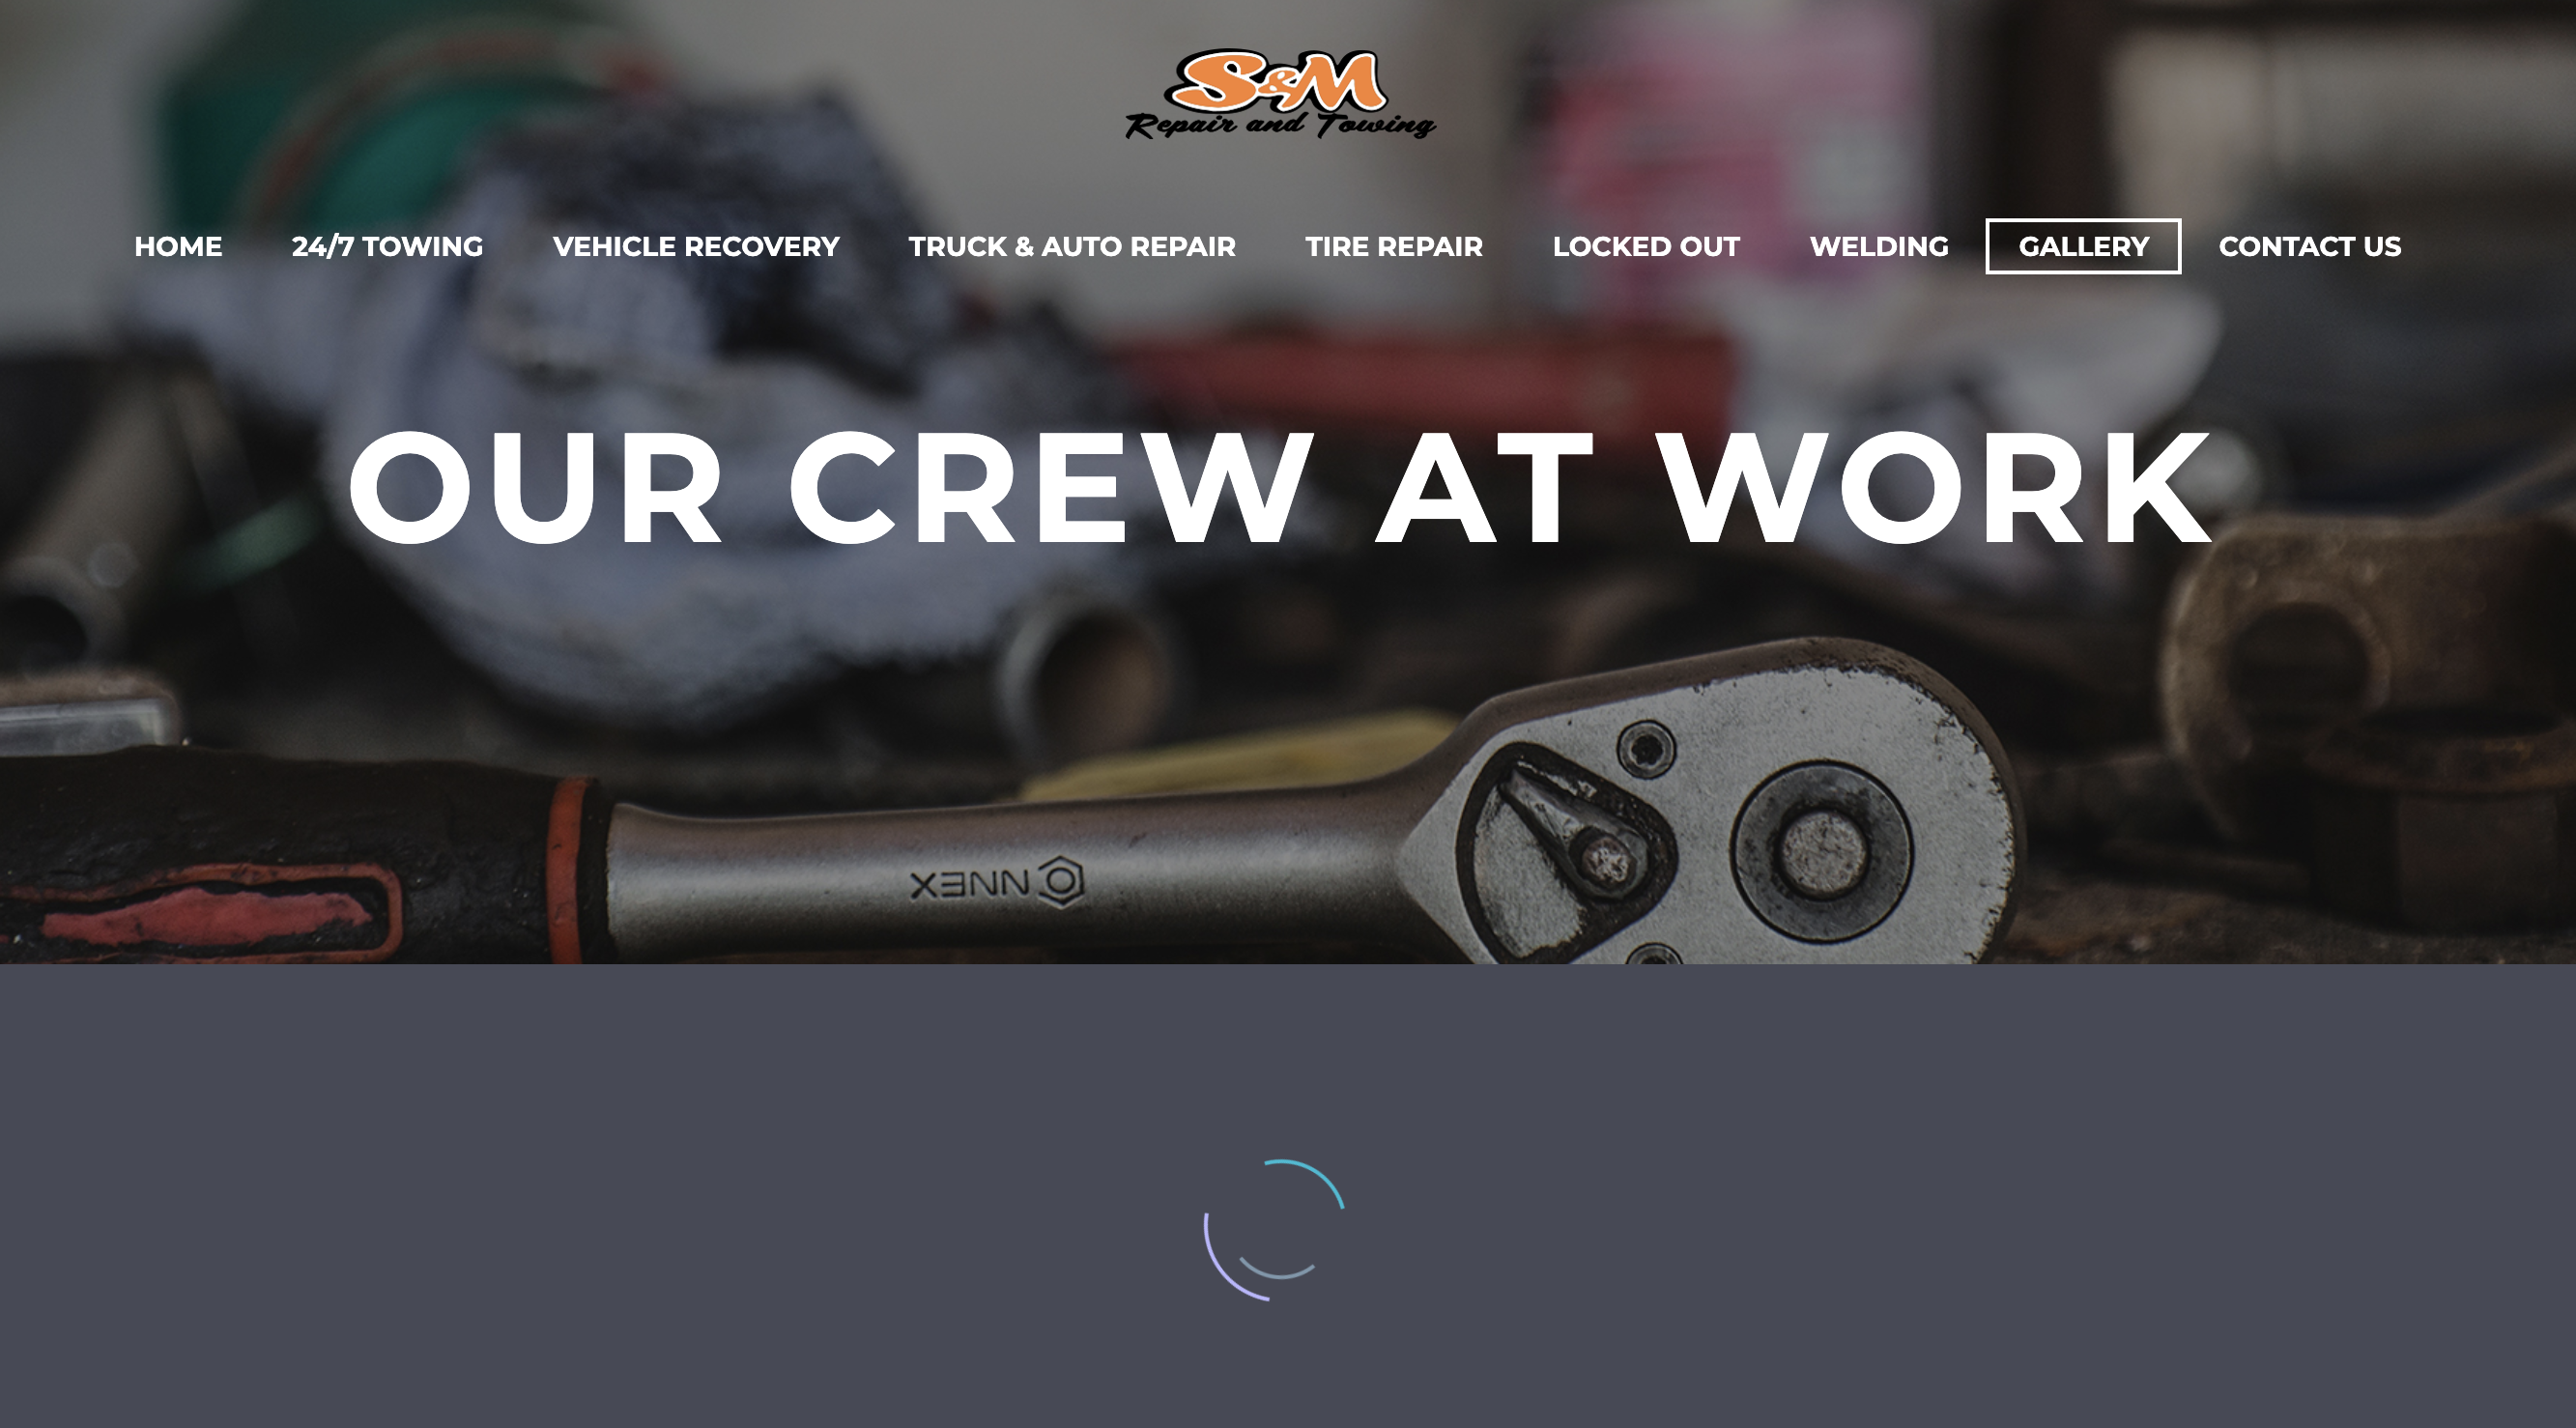 S&M
Repair and Towing
HOME 24/7 TOWING VEHICLE RECOVERY TRUCK & AUTO REPAIR TIRE REPAIR LOCKED OUT WELDING GALLERY CONTACT US
OUR CREW AT WORK
CONNEX